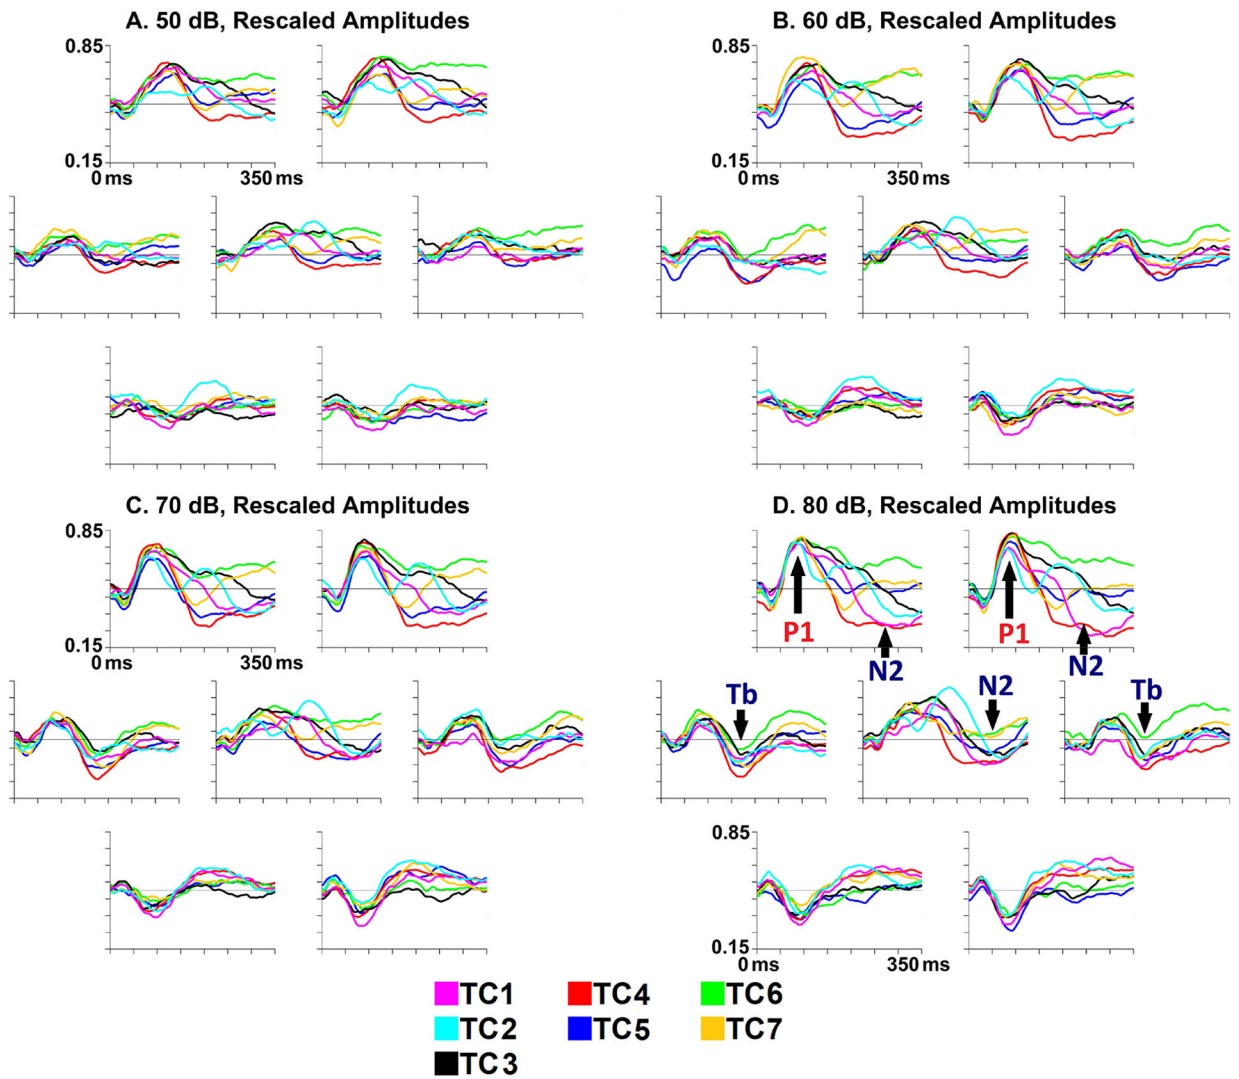 A. 50 dB, Rescaled Amplitudes
B. 60 dB, Rescaled Amplitudes
0.85
0.85
0.15
0.15
0 ms
350 ms
0 ms
350 ms
C. 70 dB, Rescaled Amplitudes
D. 80 dB, Rescaled Amplitudes
0.85
0.85
P1
P1
0.15
0.15
0 ms
350 ms
N2
N2
Tb
N2
Tb
0.85
0.15
0 ms
350 ms
TC1
TC4
TC6
TC2
TC5
TC7
TC3